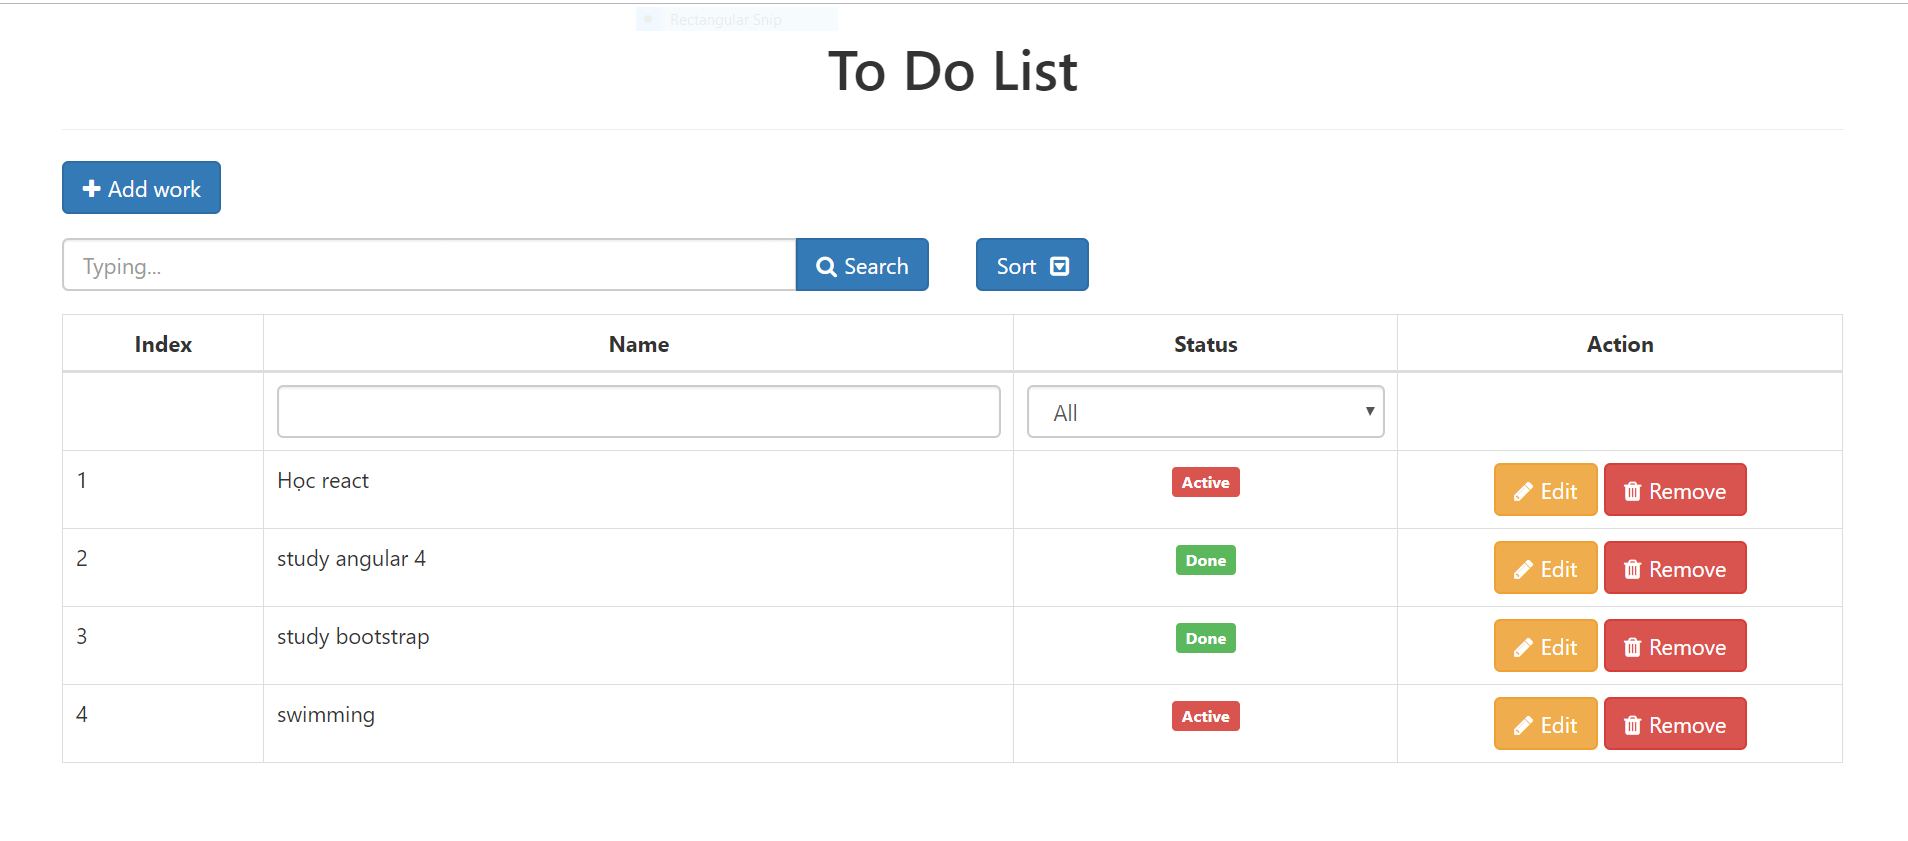 Rectangular Snip
To Do List
Add work
Typing...
Search
Sort
Index Name Status Action
All
1 Học react Active Edit Remove
2 study angular 4 Done Edit Remove
3 study bootstrap Done Edit Remove
4 swimming Active Edit Remove